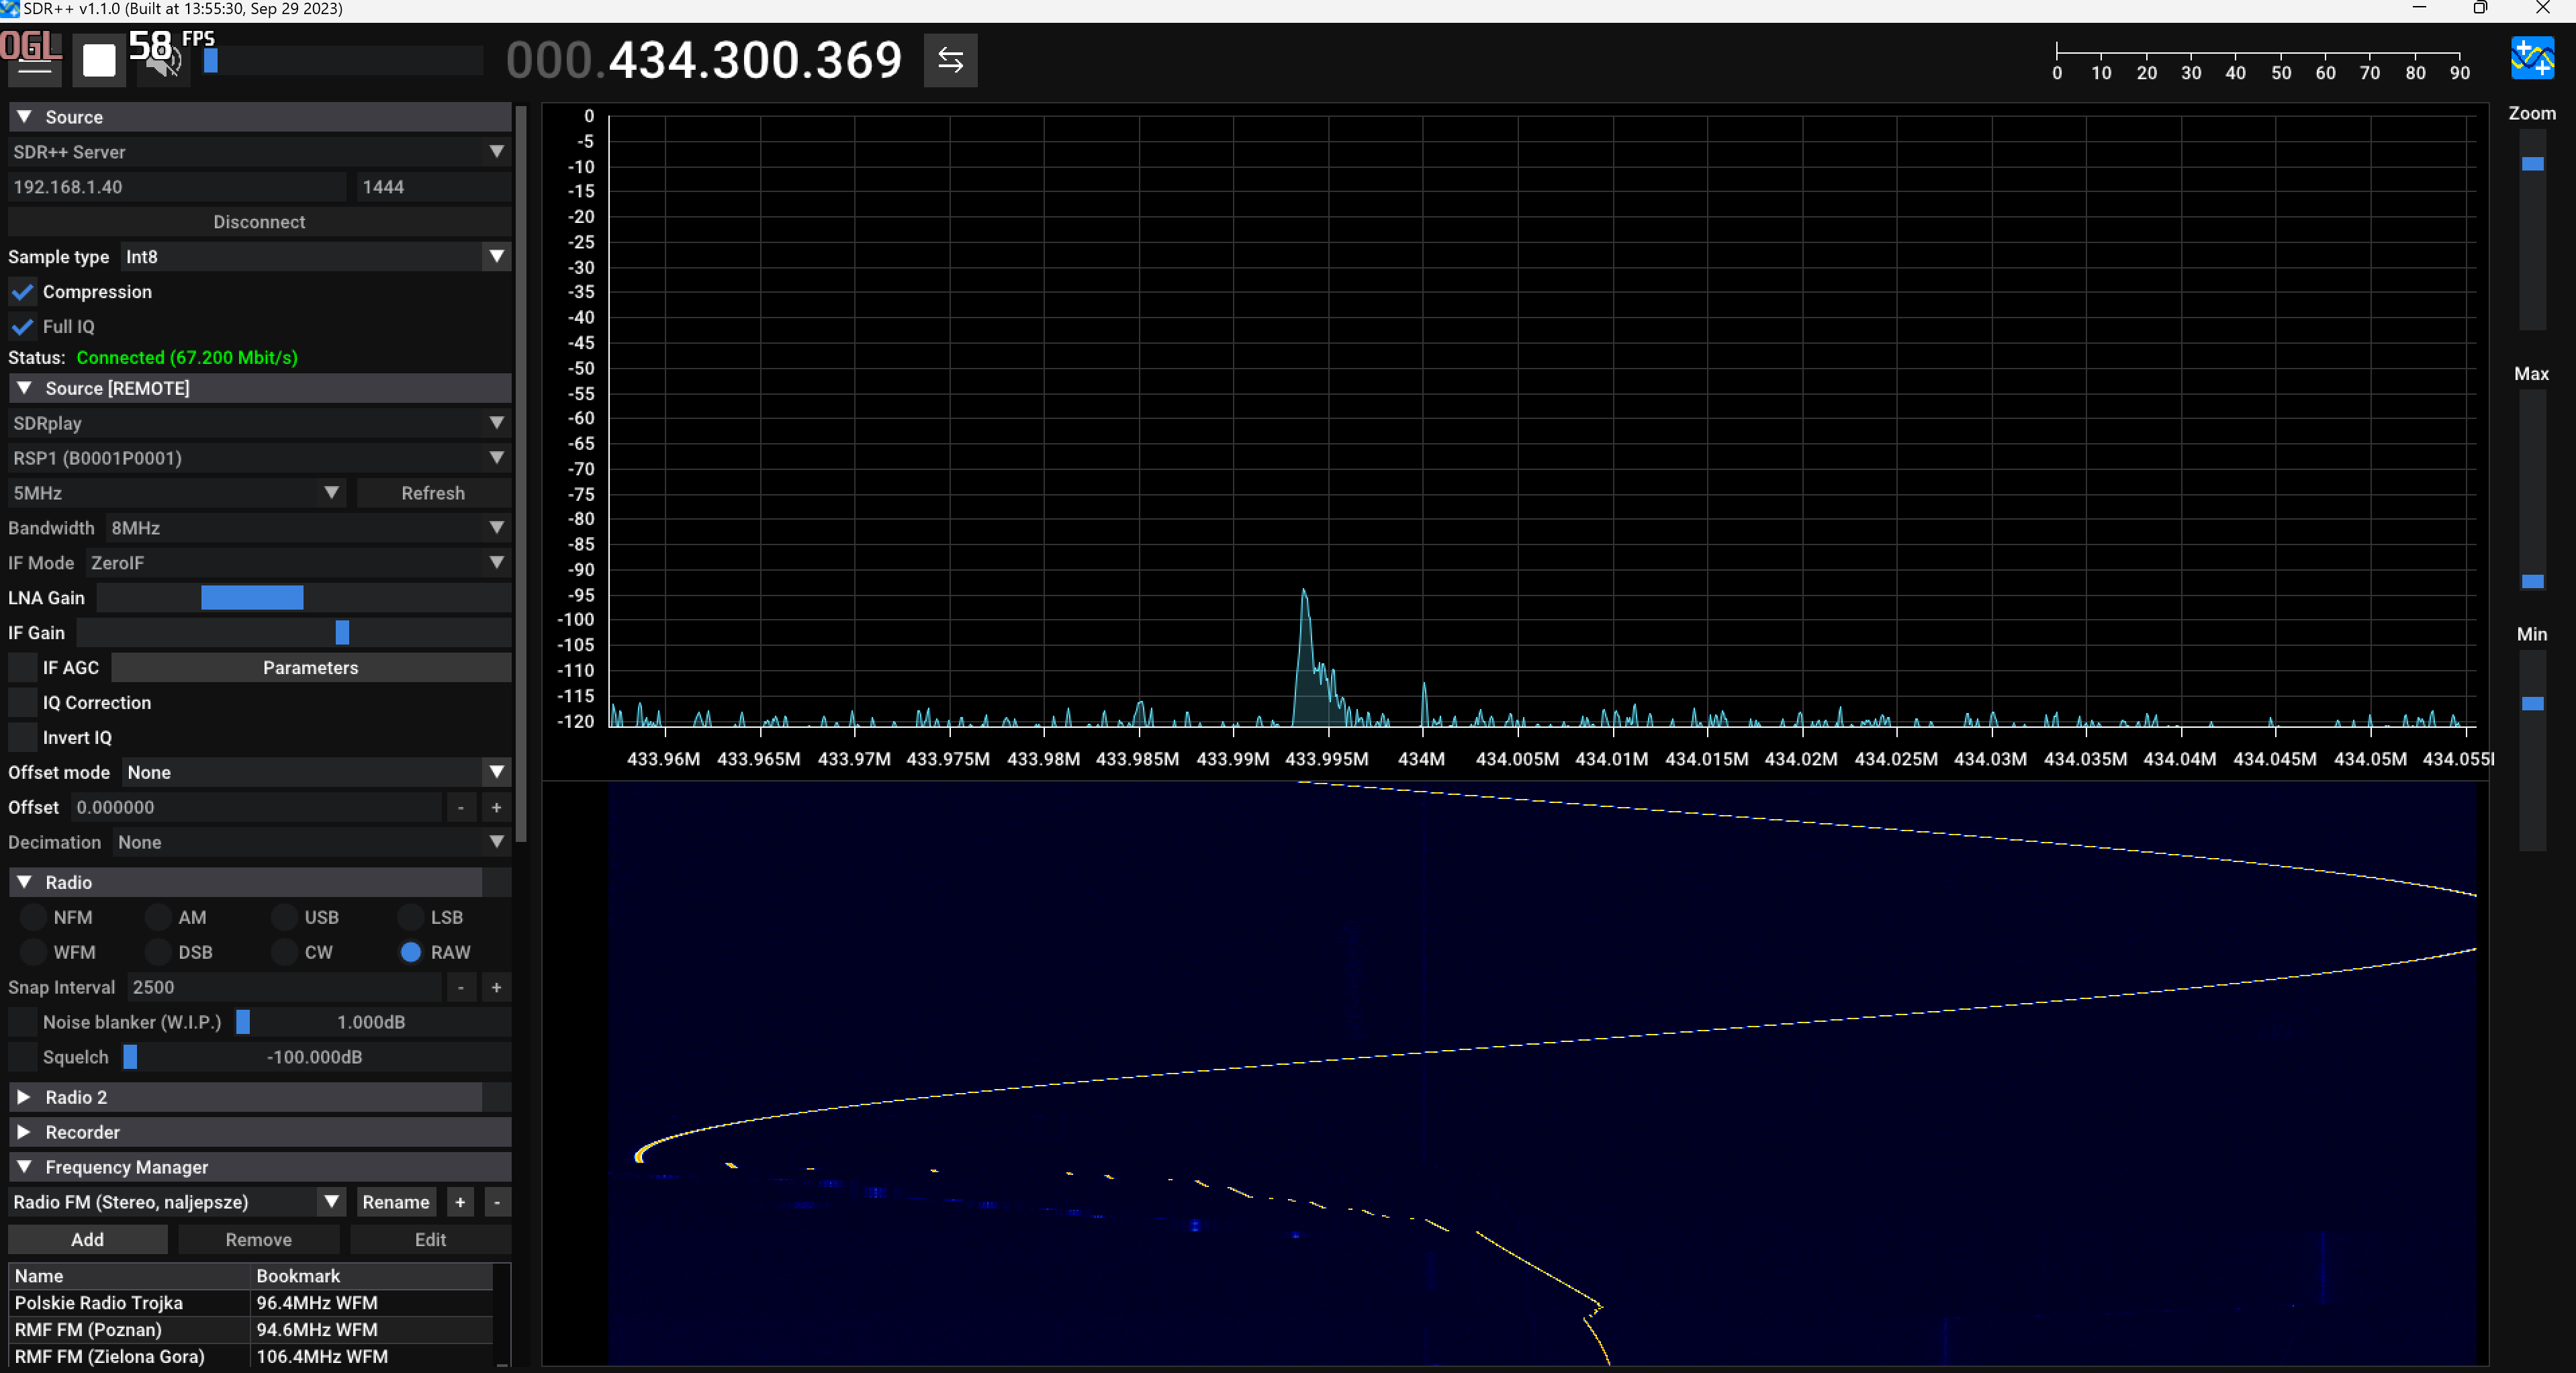 SDR++ v1.1.0 (Built at 13:55:30, Sep 29 2023)
OGL 58 FPS
000.434.300.369
0 10 20 30 40 50 60 70 80 90
Source
SDR++ Server
192.168.1.40 1444
Disconnect
Sample type Int8
Compression
Full IQ
Status: Connected (67.200 Mbit/s)
Source [REMOTE]
SDRplay
RSP1 (B0001P0001)
5MHz Refresh
Bandwidth 8MHz
IF Mode ZeroIF
LNA Gain
IF Gain
IF AGC Parameters
IQ Correction
Invert IQ
Offset mode None
Offset 0.000000 - +
Decimation None
Radio
NFM AM USB LSB
WFM DSB CW RAW
Snap Interval 2500 - +
Noise blanker (W.I.P.) 1.000dB
Squelch -100.000dB
Radio 2
Recorder
Frequency Manager
Radio FM (Stereo, naljepsze) Rename + -
Add Remove Edit
Name Bookmark
Polskie Radio Trojka 96.4MHz WFM
RMF FM (Poznan) 94.6MHz WFM
RMF FM (Zielona Gora) 106.4MHz WFM
0
-5
-10
-15
-20
-25
-30
-35
-40
-45
-50
-55
-60
-65
-70
-75
-80
-85
-90
-95
-100
-105
-110
-115
-120
433.96M 433.965M 433.97M 433.975M 433.98M 433.985M 433.99M 433.995M 434M 434.005M 434.01M 434.015M 434.02M 434.025M 434.03M 434.035M 434.04M 434.045M 434.05M 434.055
Zoom
Max
Min